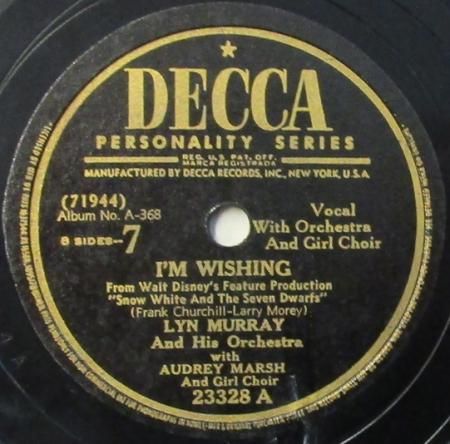 DECCA
PERSONALITY SERIES
REG. U.S. PAT. OFF.
MARCA REGISTRADA
MANUFACTURED BY DECCA RECORDS, INC., NEW YORK, U.S.A.
(71944)
Album No. A-368
8 SIDES--7
Vocal
With Orchestra
And Girl Choir
I'M WISHING
From Walt Disney's Feature Production
"Snow White And The Seven Dwarfs"
(Frank Churchill-Larry Morey)
LYN MURRAY
And His Orchestra
with
AUDREY MARSH
And Girl Choir
23328 A